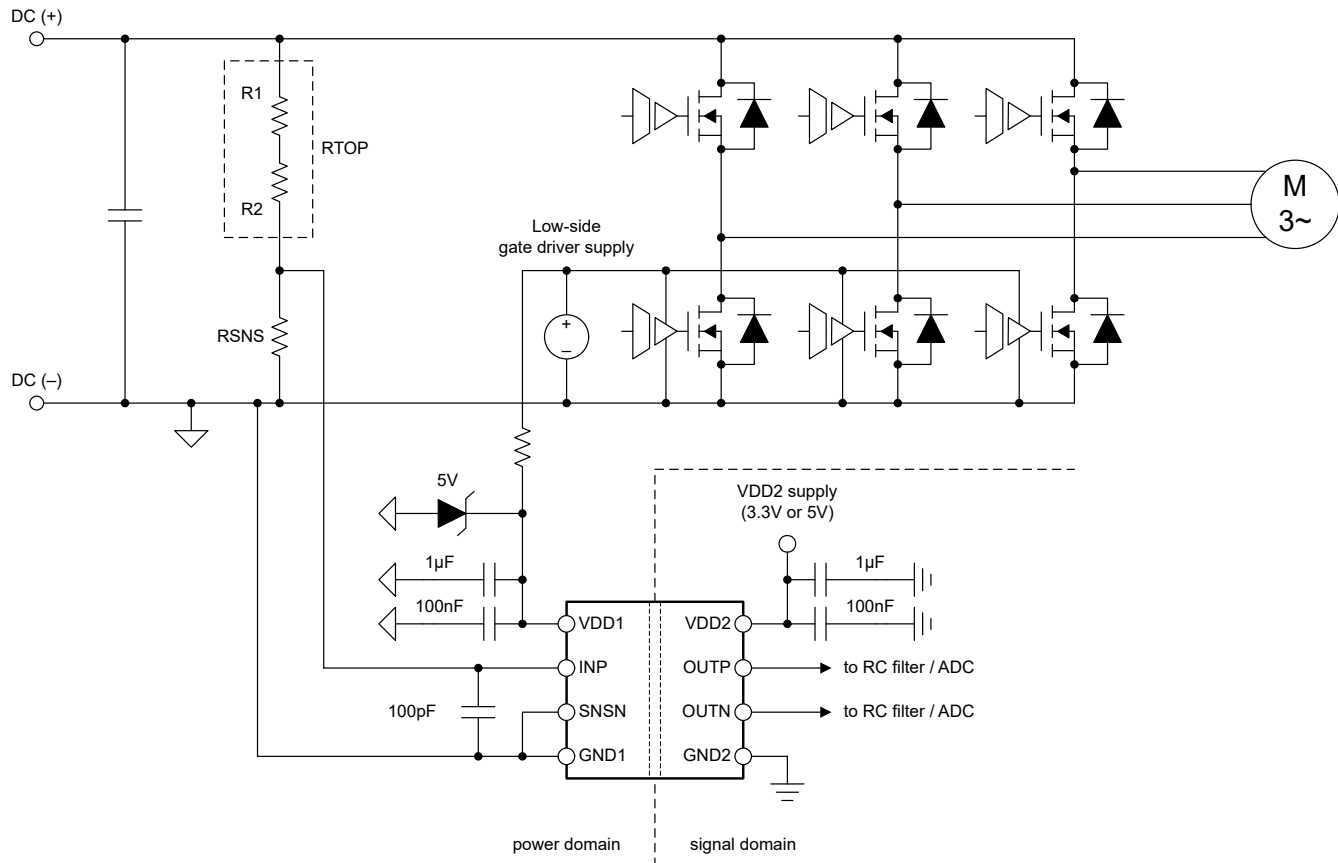 DC (+)
R1
RTOP
R2
M
3~
Low-side
gate driver supply
RSNS
+
–
DC (–)
5V
VDD2 supply
(3.3V or 5V)
1µF
1µF
100nF
100nF
VDD1
VDD2
INP
OUTP
to RC filter / ADC
100pF
SNSN
OUTN
to RC filter / ADC
GND1
GND2
power domain
signal domain